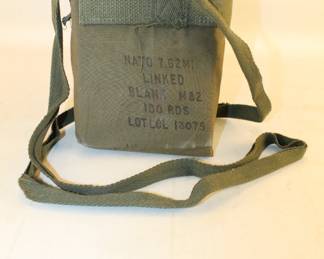 NATO 7.62MM
LINKED
BLANK M82
100 RDS
LOT LCL 13075